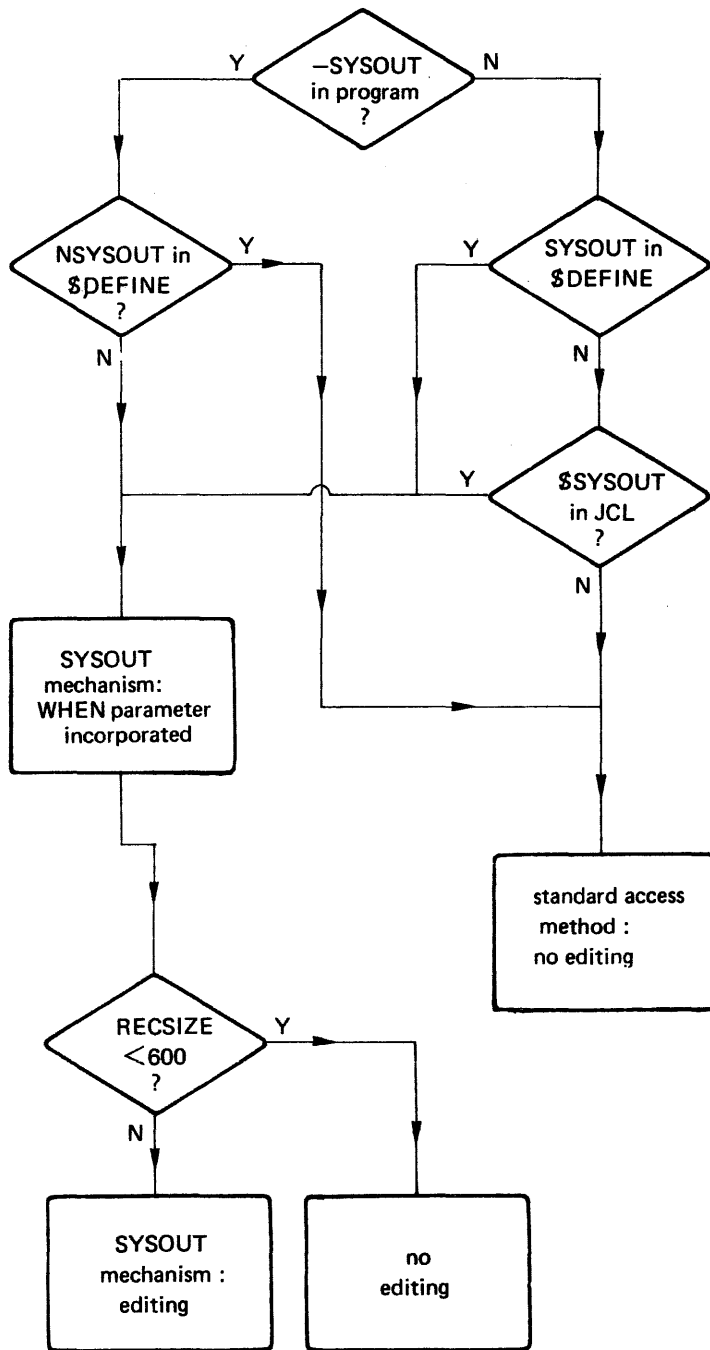 Y
—SYSOUT
in program
?
N
NSYSOUT in
$DEFINE
?
Y
N
Y
SYSOUT in
$DEFINE
N
Y
$SYSOUT
in JCL
?
N
SYSOUT
mechanism:
WHEN parameter
incorporated
standard access
method :
no editing
RECSIZE
<600
?
Y
N
SYSOUT
mechanism :
editing
no
editing